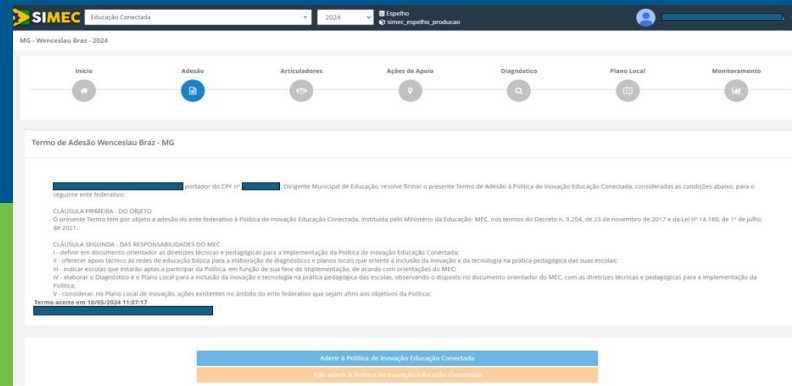 SIMEC Educação Conectada 2024 Espelho
simec_espelho_producao
MG - Wenceslau Braz - 2024
Início Adesão Articuladores Ações de Apoio Diagnóstico Plano Local Monitoramento
Termo de Adesão Wenceslau Braz - MG
portador do CPF nº , Dirigente Municipal de Educação, resolve firmar o presente Termo de Adesão à Política de Inovação Educação Conectada, consideradas as condições abaixo, para o
seguinte ente federativo:
CLÁUSULA PRIMEIRA - DO OBJETO
O presente Termo tem por objeto a adesão do ente federativo à Política de Inovação Educação Conectada, instituída pelo Ministério da Educação- MEC, nos termos do Decreto n. 9.204, de 23 de novembro de 2017 e da Lei nº 14.180, de 1º de julho
de 2021.
CLÁUSULA SEGUNDA - DAS RESPONSABILIDADES DO MEC
I - definir em documento orientador as diretrizes técnicas e pedagógicas para a implementação da Política de Inovação Educação Conectada;
II - oferecer apoio técnico às redes de educação básica para a elaboração de diagnósticos e planos locais que oriente a inclusão da inovação e da tecnologia na prática pedagógica das suas escolas;
III - indicar escolas que estarão aptas a participar da Política, em função de sua fase de implementação, de acordo com orientações do MEC;
IV - elaborar o Diagnóstico e o Plano Local para a inclusão da inovação e tecnologia na prática pedagógica das escolas, observando o disposto no documento orientador do MEC, com as diretrizes técnicas e pedagógicas para a implementação da
Política;
V - considerar, no Plano Local de Inovação, ações existentes no âmbito do ente federativo que sejam afins aos objetivos da Política;
Termo aceito em 10/05/2024 11:07:17
Aderir à Política de Inovação Educação Conectada
Não aderir à Política de Inovação Educação Conectada